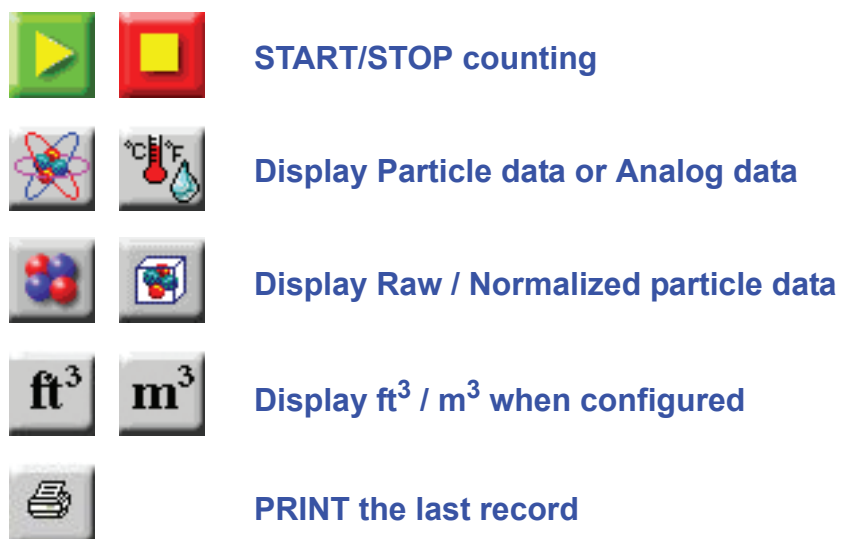 START/STOP counting
°C °F
Display Particle data or Analog data
Display Raw / Normalized particle data
ft³ m³
Display ft³ / m³ when configured
PRINT the last record